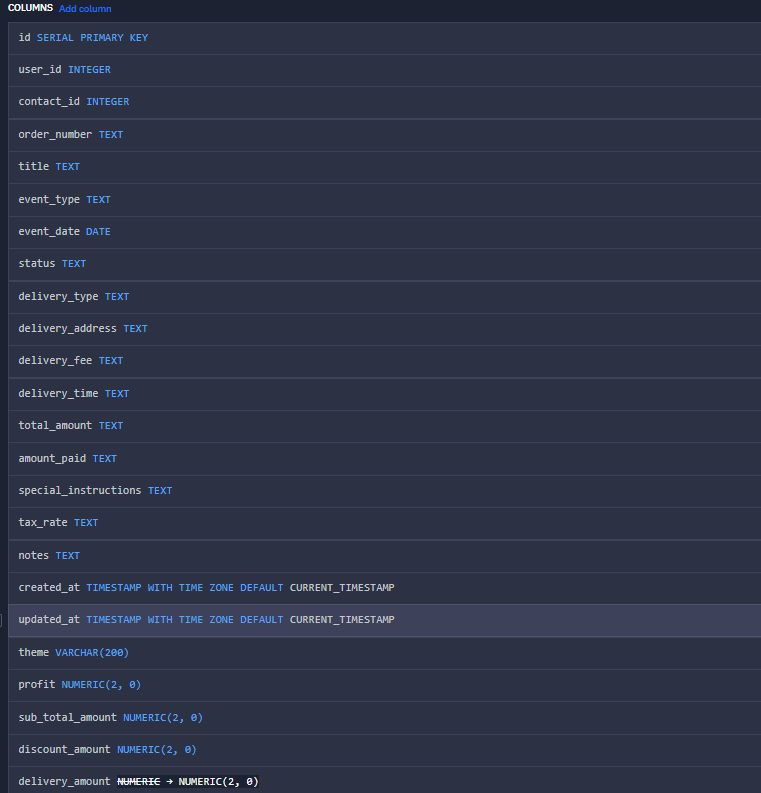 COLUMNS Add column
id SERIAL PRIMARY KEY
user_id INTEGER
contact_id INTEGER
order_number TEXT
title TEXT
event_type TEXT
event_date DATE
status TEXT
delivery_type TEXT
delivery_address TEXT
delivery_fee TEXT
delivery_time TEXT
total_amount TEXT
amount_paid TEXT
special_instructions TEXT
tax_rate TEXT
notes TEXT
created_at TIMESTAMP WITH TIME ZONE DEFAULT CURRENT_TIMESTAMP
updated_at TIMESTAMP WITH TIME ZONE DEFAULT CURRENT_TIMESTAMP
theme VARCHAR(200)
profit NUMERIC(2, 0)
sub_total_amount NUMERIC(2, 0)
discount_amount NUMERIC(2, 0)
delivery_amount NUMERIC → NUMERIC(2, 0)